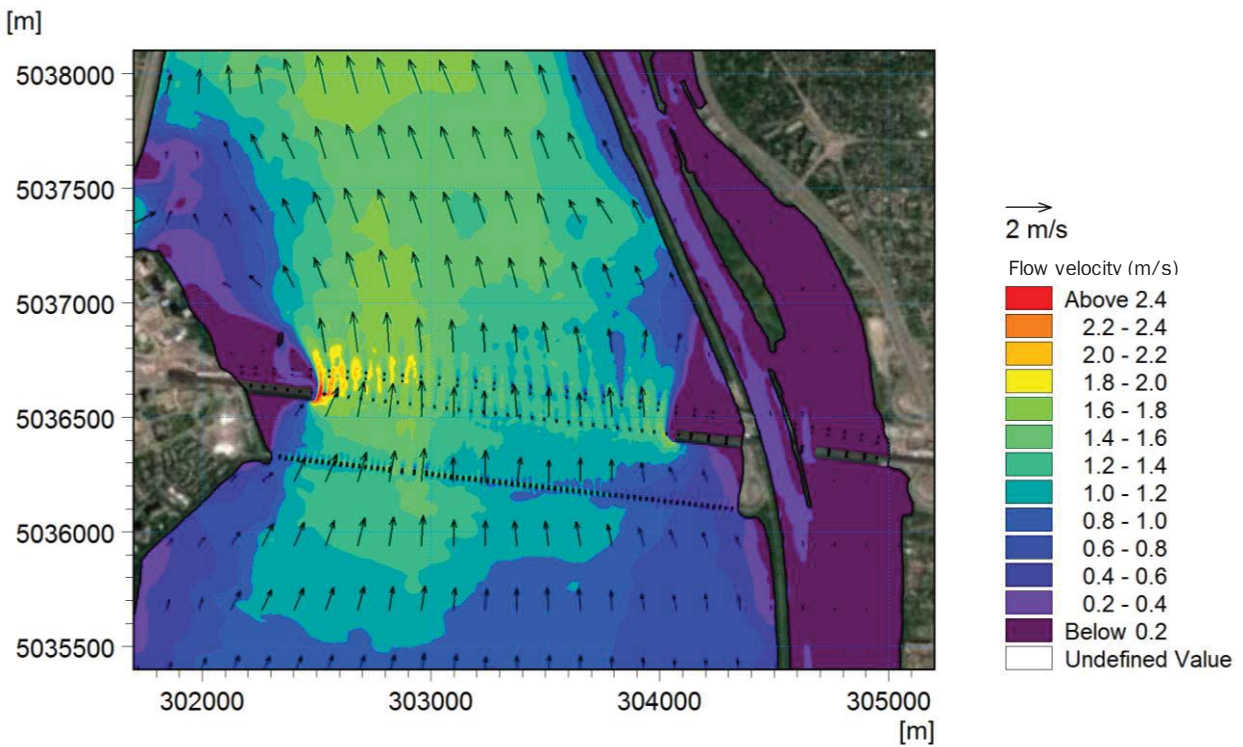 [m]
5038000
5037500
5037000
5036500
5036000
5035500
302000
303000
304000
305000
[m]
2 m/s
Flow velocity (m/s)
Above 2.4
2.2 - 2.4
2.0 - 2.2
1.8 - 2.0
1.6 - 1.8
1.4 - 1.6
1.2 - 1.4
1.0 - 1.2
0.8 - 1.0
0.6 - 0.8
0.4 - 0.6
0.2 - 0.4
Below 0.2
Undefined Value